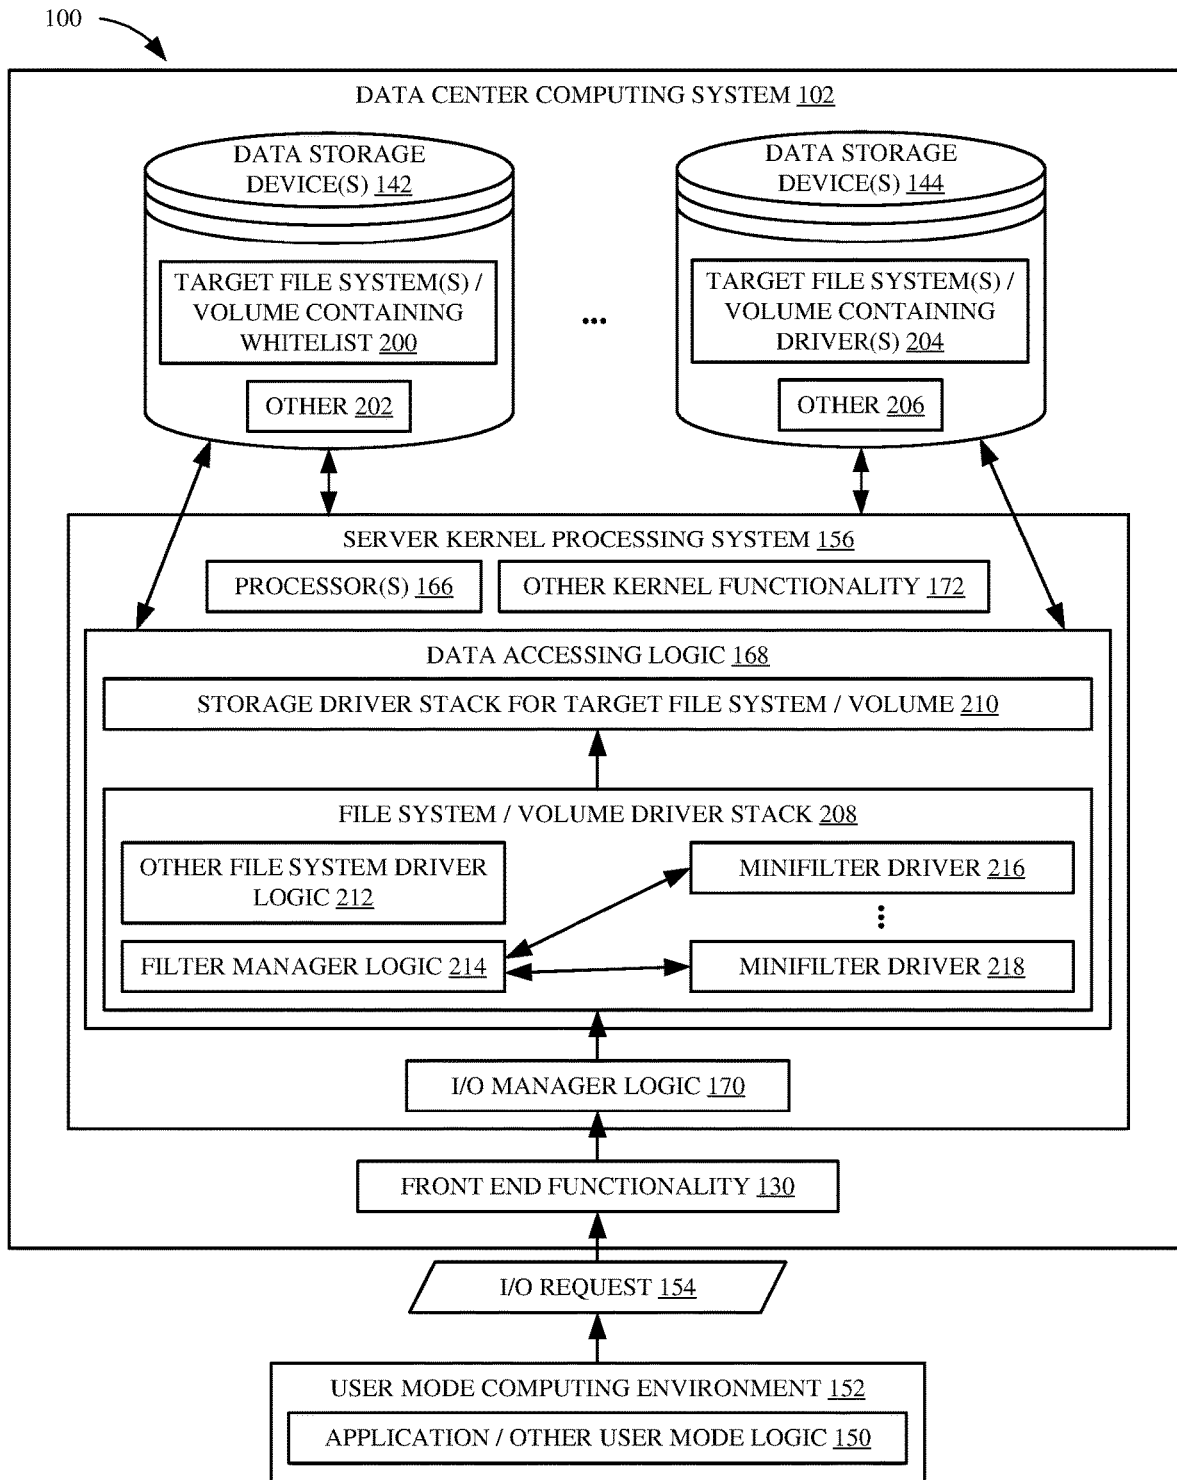 100
DATA CENTER COMPUTING SYSTEM 102
DATA STORAGE
DEVICE(S) 142
TARGET FILE SYSTEM(S) /
VOLUME CONTAINING
WHITELIST 200
OTHER 202
...
DATA STORAGE
DEVICE(S) 144
TARGET FILE SYSTEM(S) /
VOLUME CONTAINING
DRIVER(S) 204
OTHER 206
SERVER KERNEL PROCESSING SYSTEM 156
PROCESSOR(S) 166
OTHER KERNEL FUNCTIONALITY 172
DATA ACCESSING LOGIC 168
STORAGE DRIVER STACK FOR TARGET FILE SYSTEM / VOLUME 210
FILE SYSTEM / VOLUME DRIVER STACK 208
OTHER FILE SYSTEM DRIVER
LOGIC 212
FILTER MANAGER LOGIC 214
MINIFILTER DRIVER 216
MINIFILTER DRIVER 218
I/O MANAGER LOGIC 170
FRONT END FUNCTIONALITY 130
I/O REQUEST 154
USER MODE COMPUTING ENVIRONMENT 152
APPLICATION / OTHER USER MODE LOGIC 150